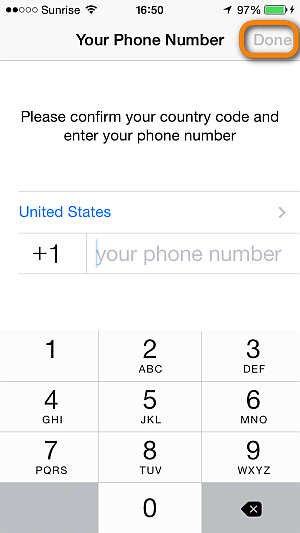 Sunrise 16:50 97%
Your Phone Number Done
Please confirm your country code and
enter your phone number
United States
+1 your phone number
1 2 3
ABC DEF
4 5 6
GHI JKL MNO
7 8 9
PQRS TUV WXYZ
0